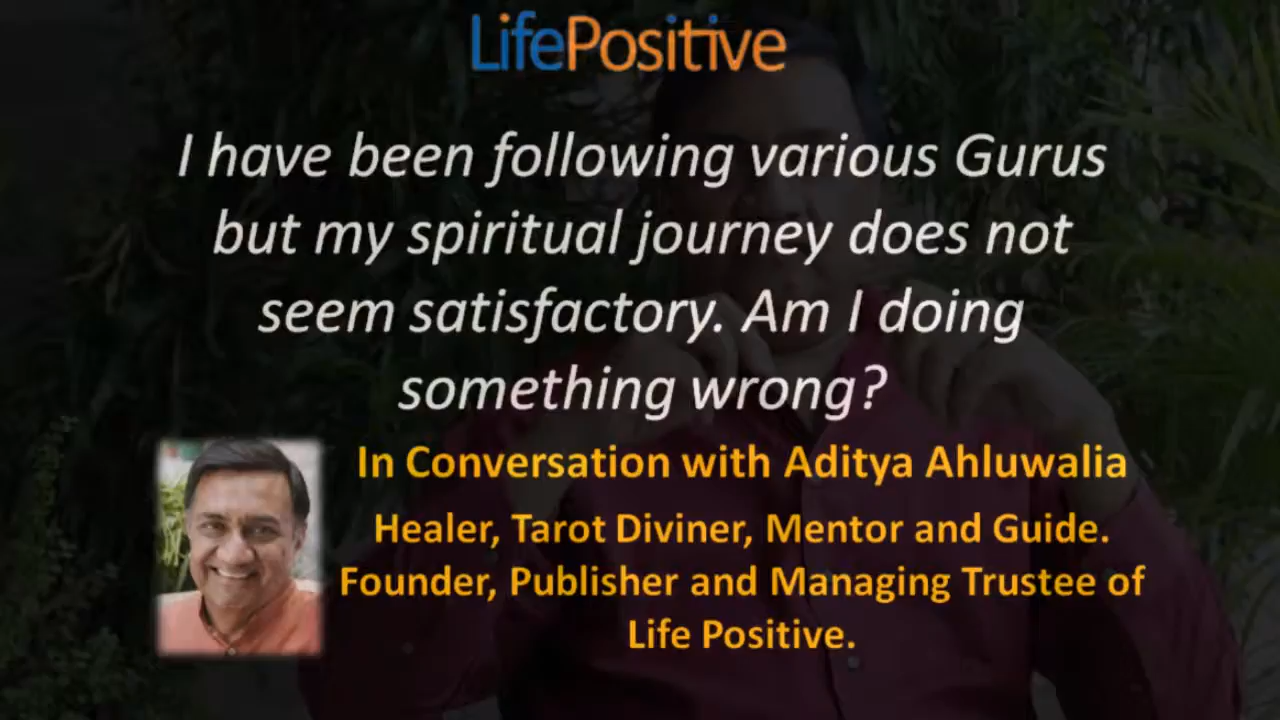 LifePositive
I have been following various Gurus
but my spiritual journey does not
seem satisfactory. Am I doing
something wrong?
In Conversation with Aditya Ahluwalia
Healer, Tarot Diviner, Mentor and Guide.
Founder, Publisher and Managing Trustee of
Life Positive.